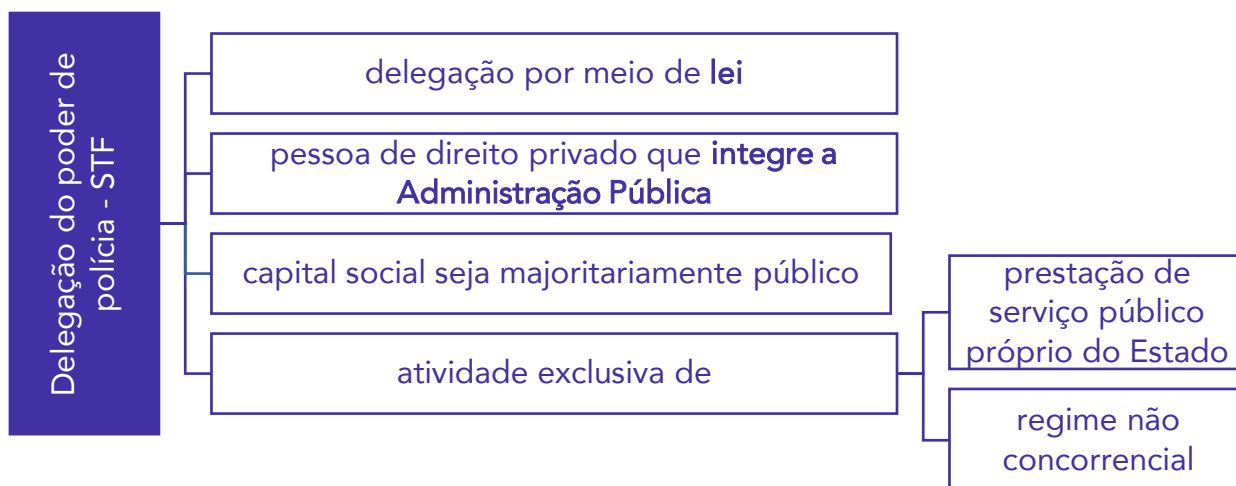 Delegação do poder de
polícia - STF
delegação por meio de lei
pessoa de direito privado que integre a
Administração Pública
capital social seja majoritariamente público
atividade exclusiva de
prestação de
serviço público
próprio do Estado
regime não
concorrencial